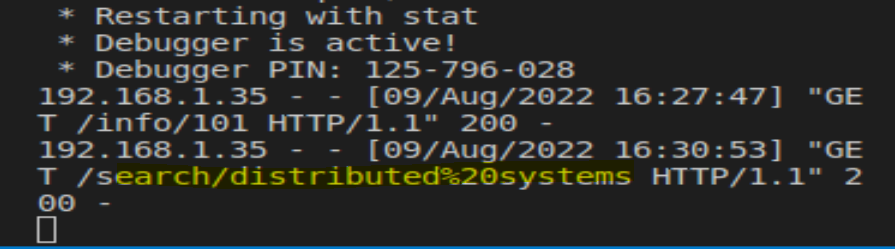 * Restarting with stat
* Debugger is active!
* Debugger PIN: 125-796-028
192.168.1.35 - - [09/Aug/2022 16:27:47] "GE
T /info/101 HTTP/1.1" 200 -
192.168.1.35 - - [09/Aug/2022 16:30:53] "GE
T /search/distributed%20systems HTTP/1.1" 2
00 -